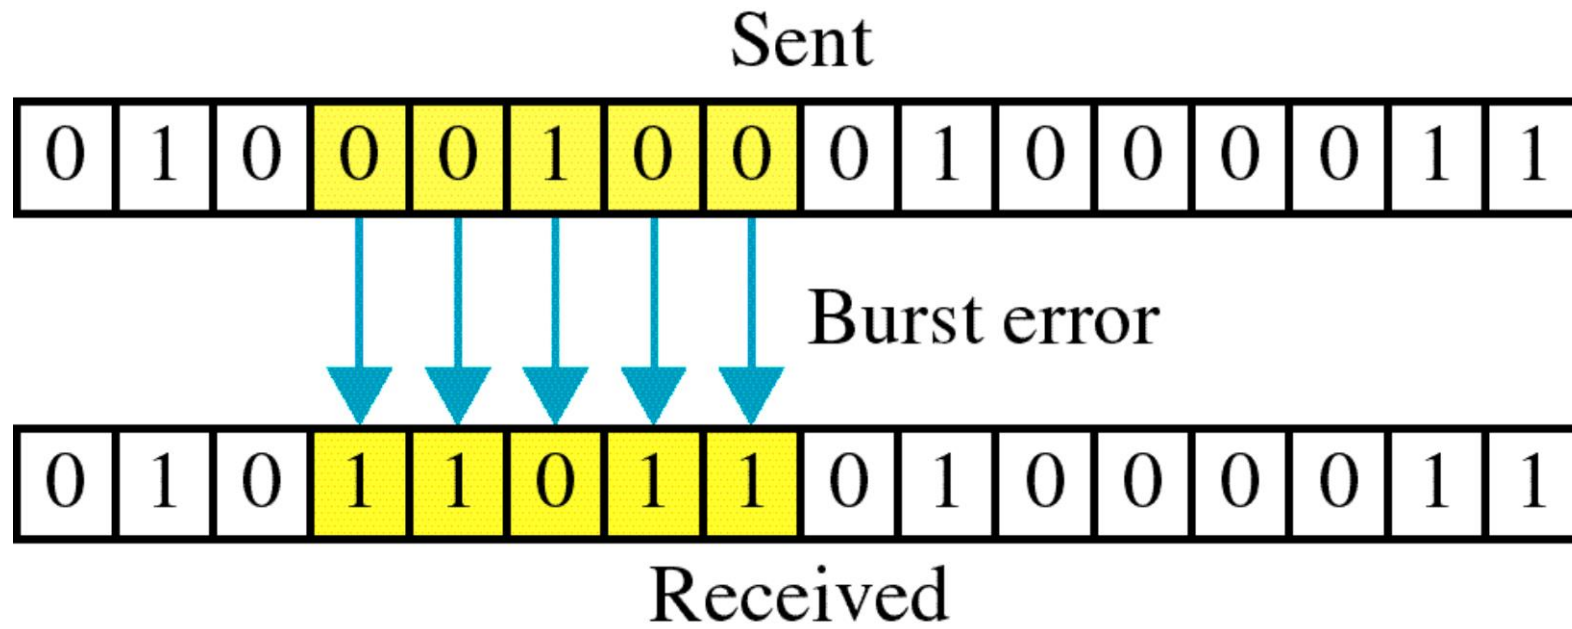 Sent
0 1 0 0 0 1 0 0 0 1 0 0 0 0 1 1
Burst error
0 1 0 1 1 0 1 1 0 1 0 0 0 0 1 1
Received